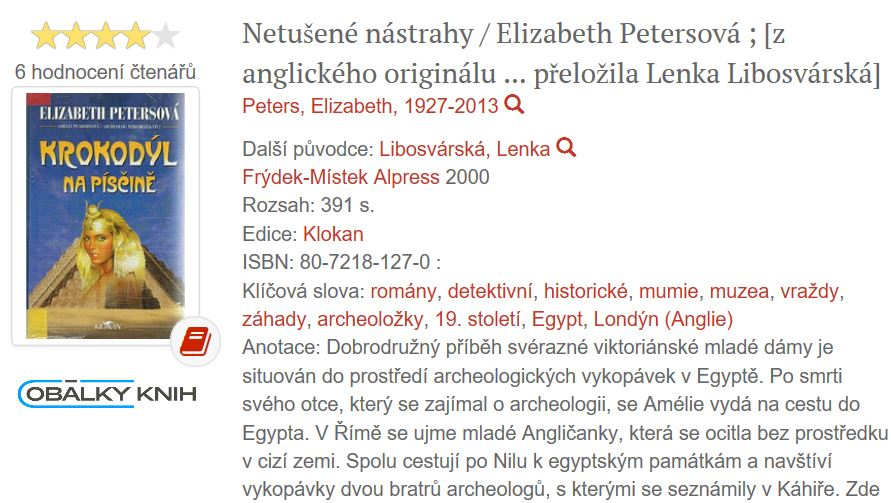 6 hodnocení čtenářů
ELIZABETH PETERSOVÁ
KROKODÝL
NA PÍSČINĚ
KLOKAN
OBÁLKY KNIH
Netušené nástrahy / Elizabeth Petersová ; [z
anglického originálu ... přeložila Lenka Libosvárská]
Peters, Elizabeth, 1927-2013
Další původce: Libosvárská, Lenka
Frýdek-Místek Alpress 2000
Rozsah: 391 s.
Edice: Klokan
ISBN: 80-7218-127-0 :
Klíčová slova: romány, detektivní, historické, mumie, muzea, vraždy,
záhady, archeoložky, 19. století, Egypt, Londýn (Anglie)
Anotace: Dobrodružný příběh svérazné viktoriánské mladé dámy je
situován do prostředí archeologických vykopávek v Egyptě. Po smrti
svého otce, který se zajímal o archeologii, se Amélie vydá na cestu do
Egypta. V Římě se ujme mladé Angličanky, která se ocitla bez prostředku
v cizí zemi. Spolu cestují po Nilu k egyptským památkám a navštíví
vykopávky dvou bratrů archeologů, s kterými se seznámily v Káhiře. Zde